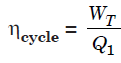 η_cycle = W_T / Q_1